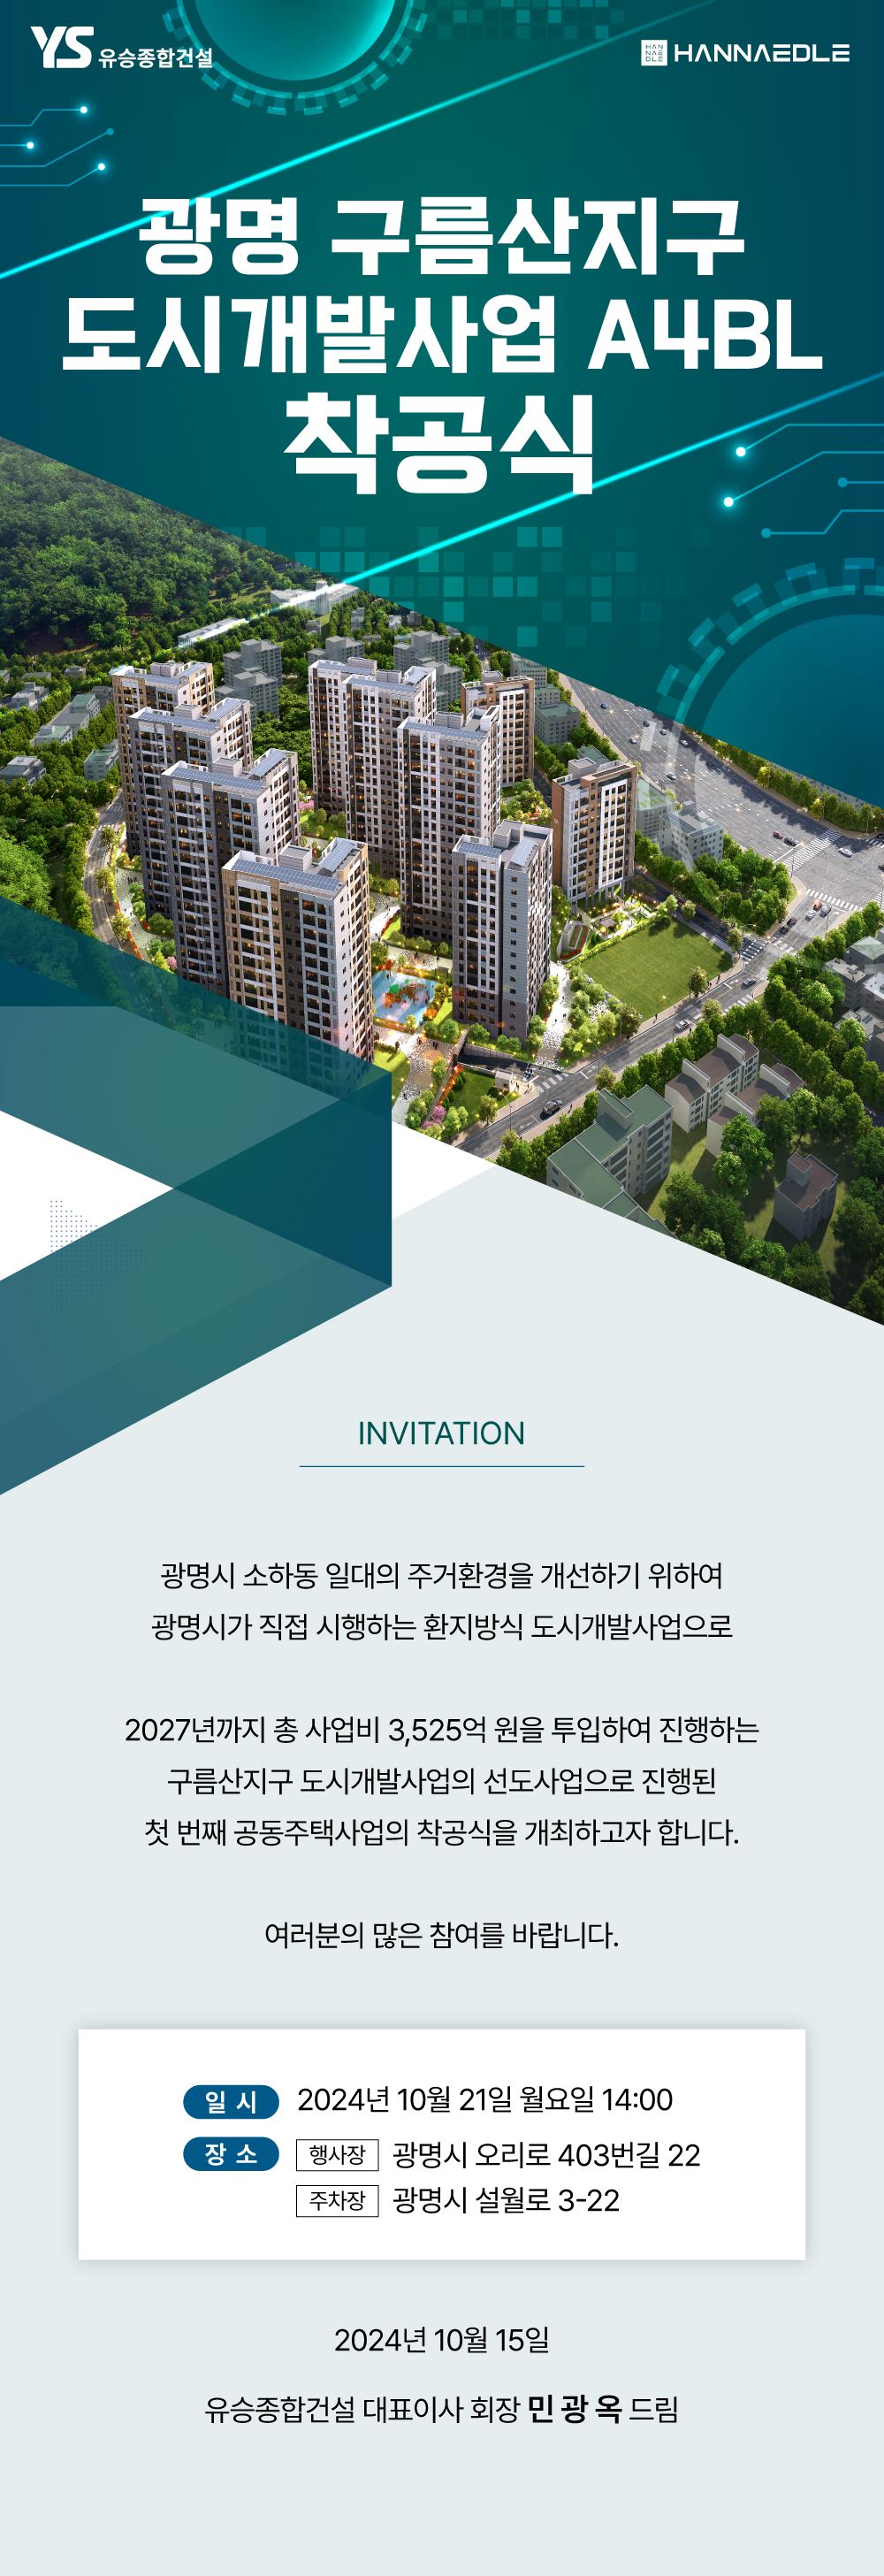 YS 유승종합건설
HAN NA EDLE HANNAEDLE
광명 구름산지구
도시개발사업 A4BL
착공식
INVITATION
광명시 소하동 일대의 주거환경을 개선하기 위하여
광명시가 직접 시행하는 환지방식 도시개발사업으로
2027년까지 총 사업비 3,525억 원을 투입하여 진행하는
구름산지구 도시개발사업의 선도사업으로 진행된
첫 번째 공동주택사업의 착공식을 개최하고자 합니다.
여러분의 많은 참여를 바랍니다.
일 시 2024년 10월 21일 월요일 14:00
장 소 행사장 광명시 오리로 403번길 22
주차장 광명시 설월로 3-22
2024년 10월 15일
유승종합건설 대표이사 회장 민 광 옥 드림